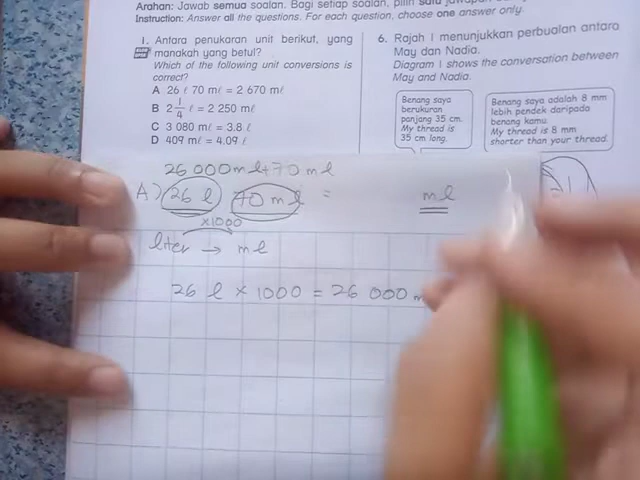 Arahan: Jawab semua soalan. Bagi setiap soalan, pilih satu
Instruction: Answer all the questions. For each question, choose one answer only.
1. Antara penukaran unit berikut, yang
manakah yang betul?
Which of the following unit conversions is
correct?
A 26 ℓ 70 mℓ = 2 670 mℓ
B 2 1/4 ℓ = 2 250 mℓ
C 3 080 mℓ = 3.8 ℓ
D 409 mℓ = 4.09 ℓ
6. Rajah 1 menunjukkan perbualan antara
May dan Nadia.
Diagram 1 shows the conversation between
May and Nadia.
Benang saya
berukuran
panjang 35 cm.
My thread is
35 cm long.
Benang saya adalah 8 mm
lebih pendek daripada
benang kamu.
My thread is 8 mm
shorter than your thread.
26 000 ml + 70 ml
A) 26 l 70 ml = ml
×1000
liter → ml
26 l × 1000 = 26 000 m